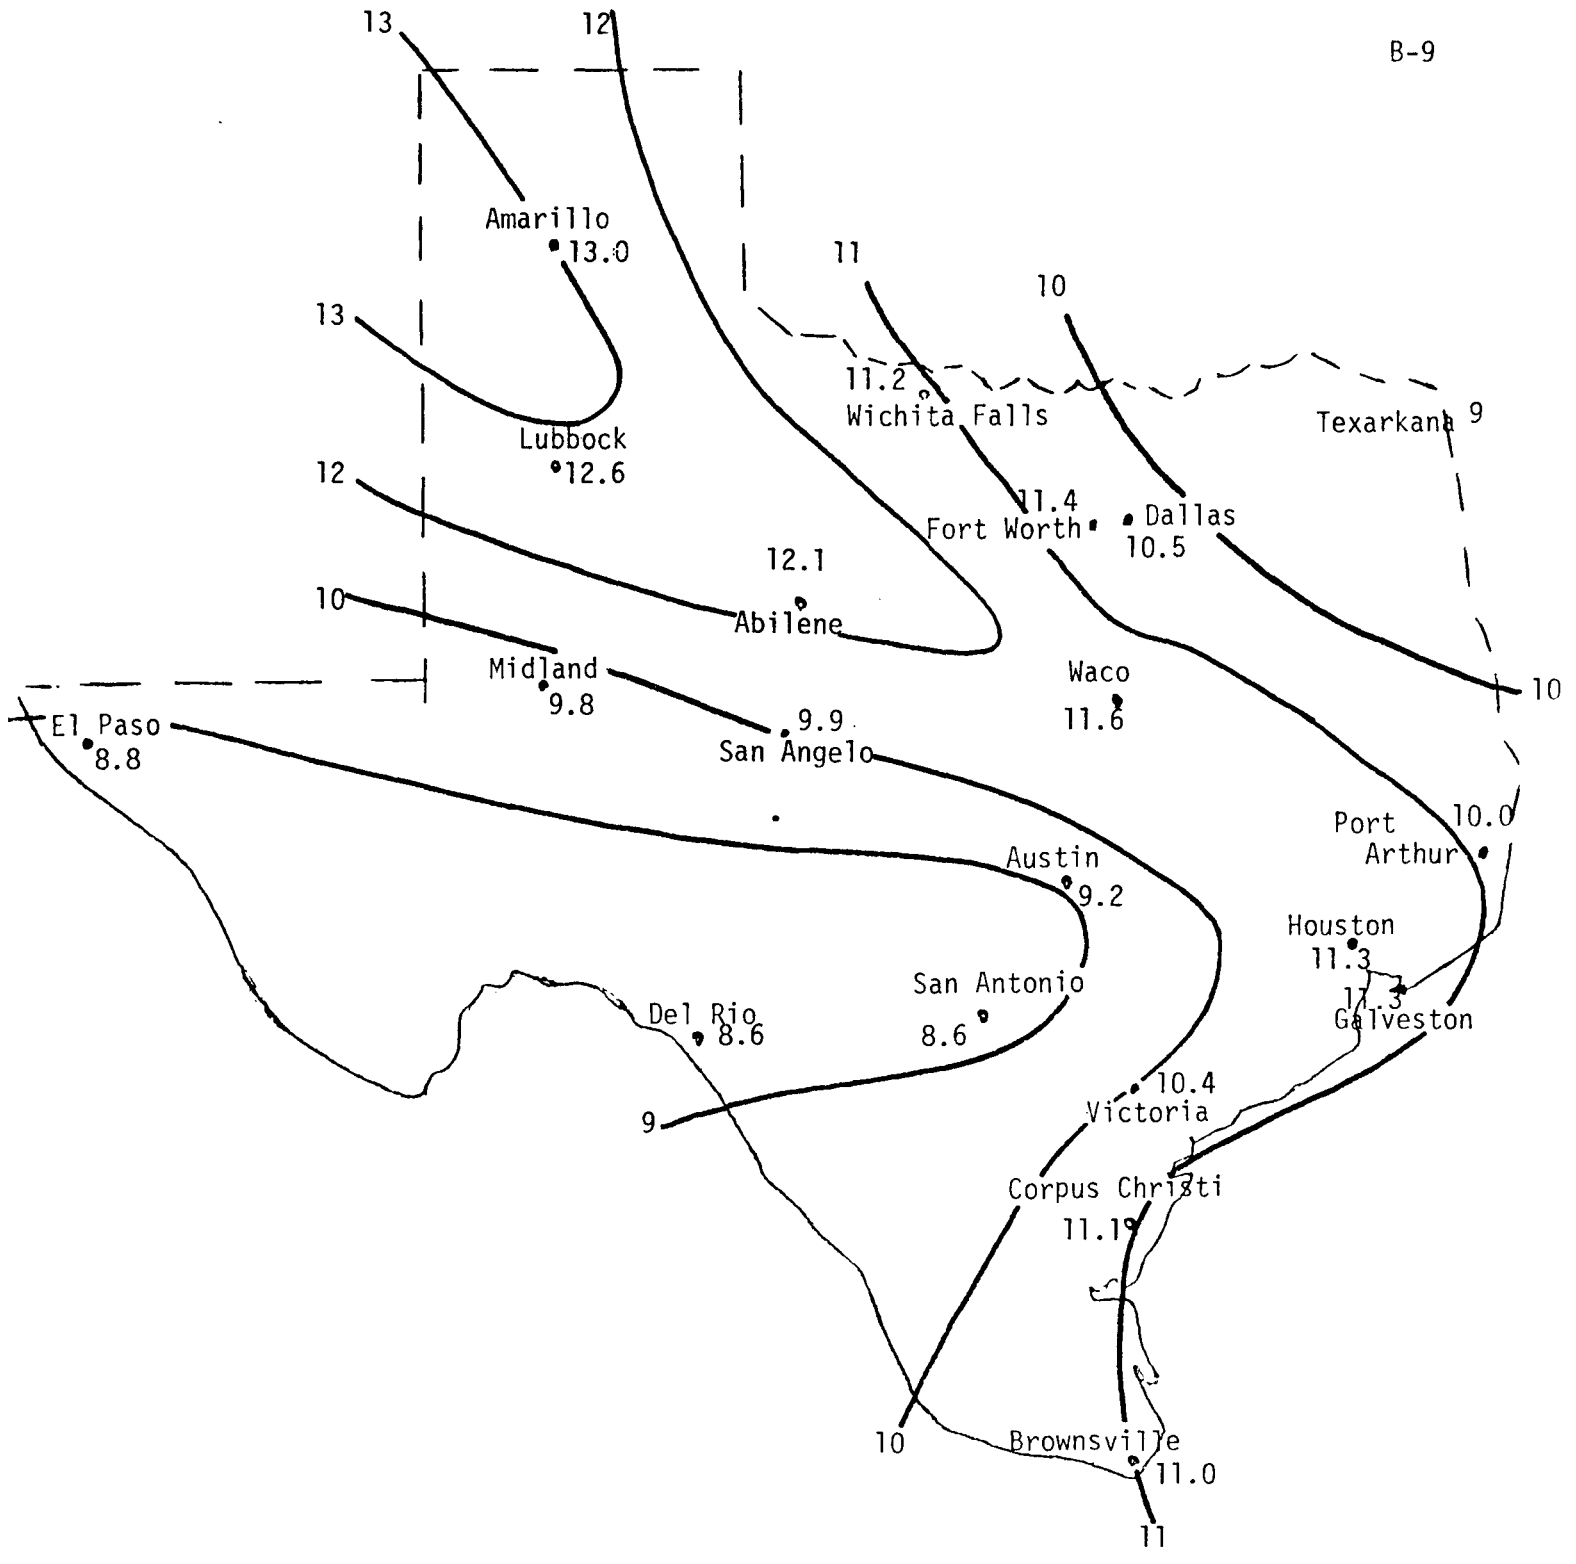 13
12
B-9
Amarillo
13.0
11
10
13
11.2
Wichita Falls
Texarkana 9
Lubbock
12.6
12
11.4
Fort Worth
Dallas
10.5
12.1
Abilene
10
Midland
9.8
Waco
11.6
10
El Paso
8.8
9.9
San Angelo
Port
Arthur
10.0
Austin
9.2
Houston
11.3
San Antonio
8.6
11.3
Galveston
Del Rio
8.6
10.4
Victoria
9
Corpus Christi
11.1
10
Brownsville
11.0
11